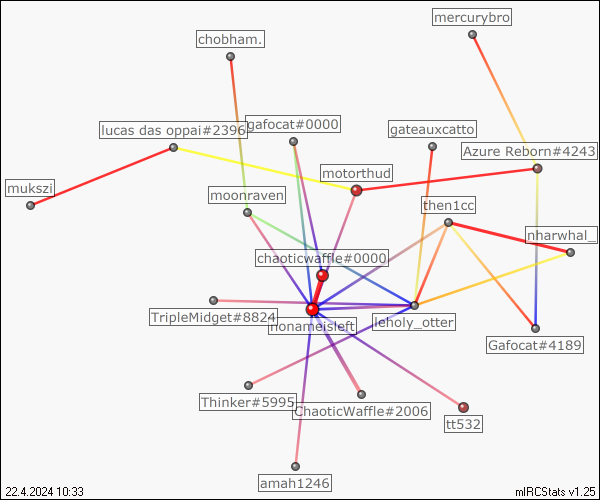 mercurybro
chobham.
lucas das oppai#2396
gafocat#0000
gateauxcatto
Azure Reborn#4243
motorthud
mukszi
moonraven
then1cc
nharwhal_
chaoticwaffle#0000
TripleMidget#8824
nonameisleft
leholy_otter
Gafocat#4189
Thinker#5995
ChaoticWaffle#2006
tt532
amah1246
22.4.2024 10:33
mIRCStats v1.25